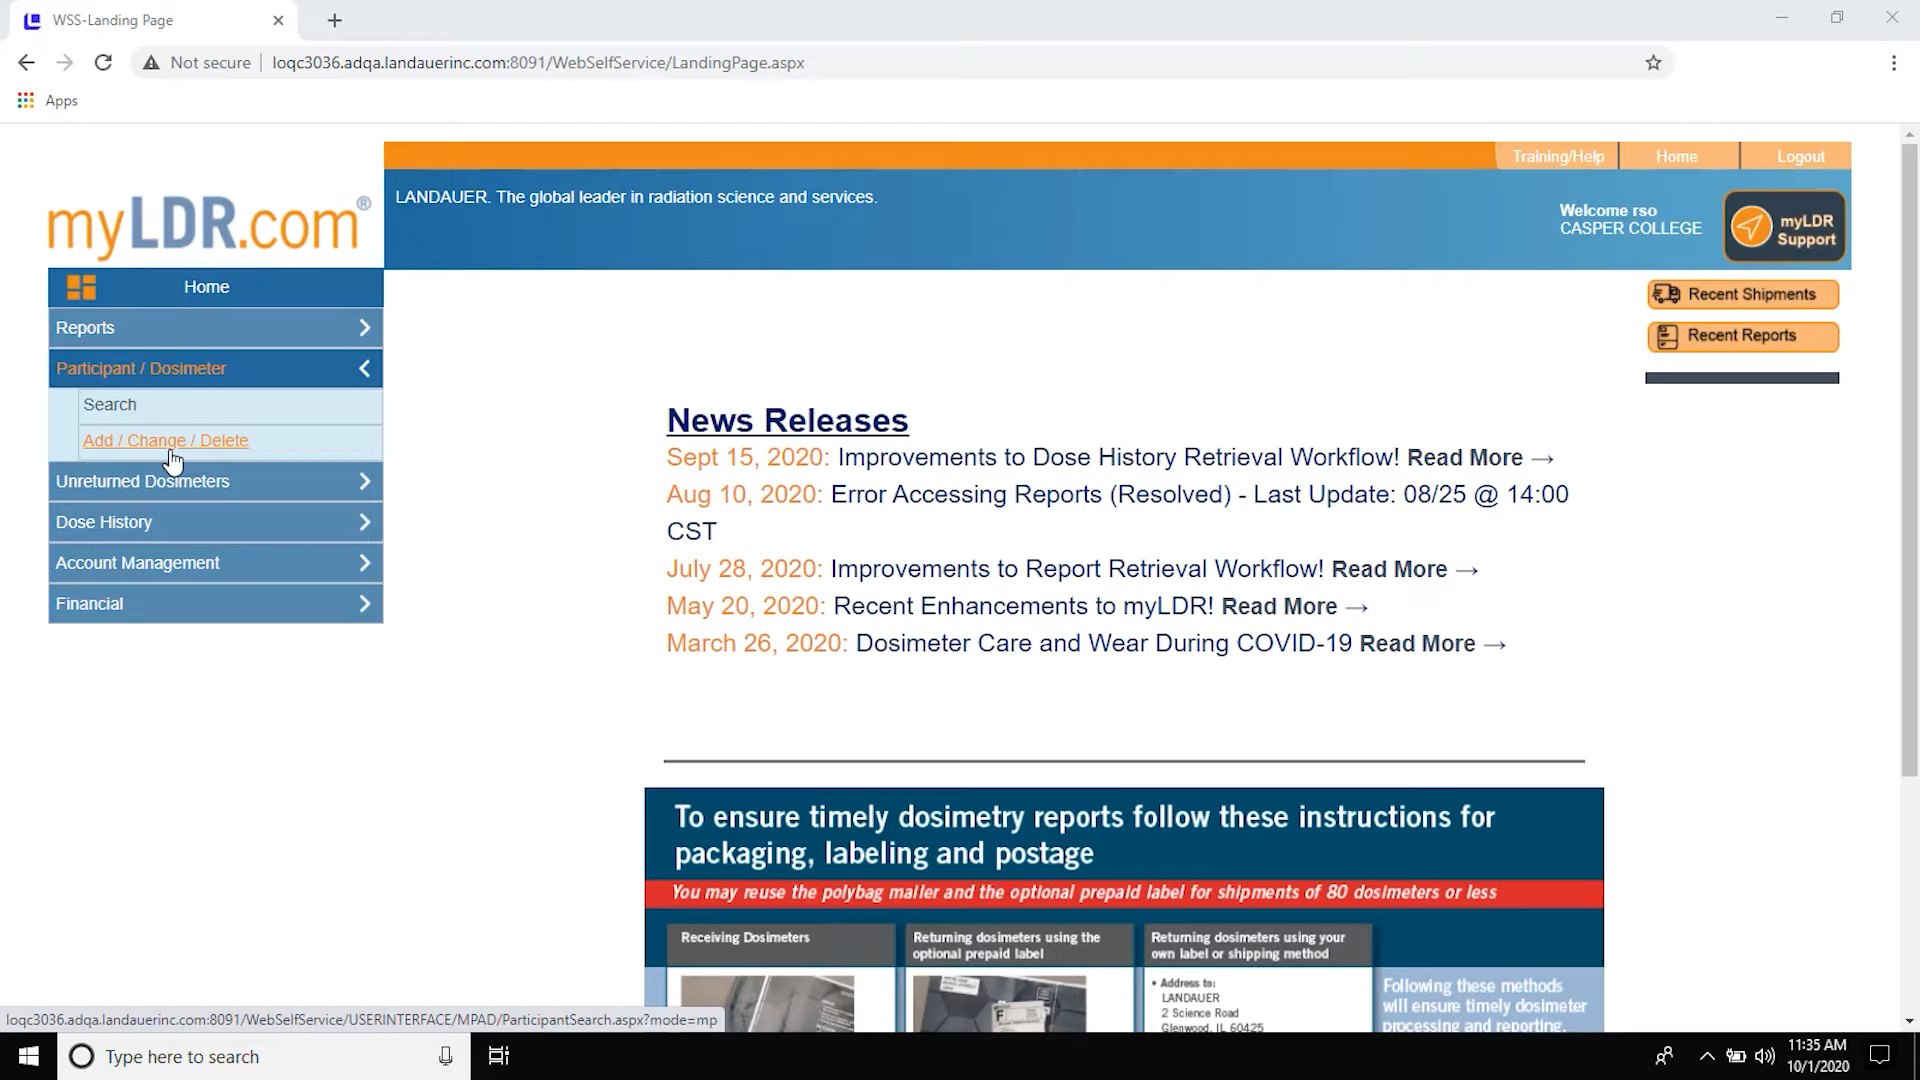 WSS-Landing Page
Not secure
loqc3036.adqa.landauerinc.com:8091/WebSelfService/LandingPage.aspx
Apps
Training/Help
Home
Logout
myLDR.com®
LANDAUER. The global leader in radiation science and services.
Welcome rso
CASPER COLLEGE
myLDR
Support
Home
Reports
Participant / Dosimeter
Search
Add / Change / Delete
Unreturned Dosimeters
Dose History
Account Management
Financial
Recent Shipments
Recent Reports
News Releases
Sept 15, 2020: Improvements to Dose History Retrieval Workflow! Read More →
Aug 10, 2020: Error Accessing Reports (Resolved) - Last Update: 08/25 @ 14:00
CST
July 28, 2020: Improvements to Report Retrieval Workflow! Read More →
May 20, 2020: Recent Enhancements to myLDR! Read More →
March 26, 2020: Dosimeter Care and Wear During COVID-19 Read More →
To ensure timely dosimetry reports follow these instructions for
packaging, labeling and postage
You may reuse the polybag mailer and the optional prepaid label for shipments of 80 dosimeters or less
Receiving Dosimeters
Returning dosimeters using the
optional prepaid label
Returning dosimeters using your
own label or shipping method
• Address to:
LANDAUER
2 Science Road
Glenwood, IL 60425
Following these methods
will ensure timely dosimeter
processing and reporting.
loqc3036.adqa.landauerinc.com:8091/WebSelfService/USERINTERFACE/MPAD/ParticipantSearch.aspx?mode=mp
Type here to search
11:35 AM
10/1/2020